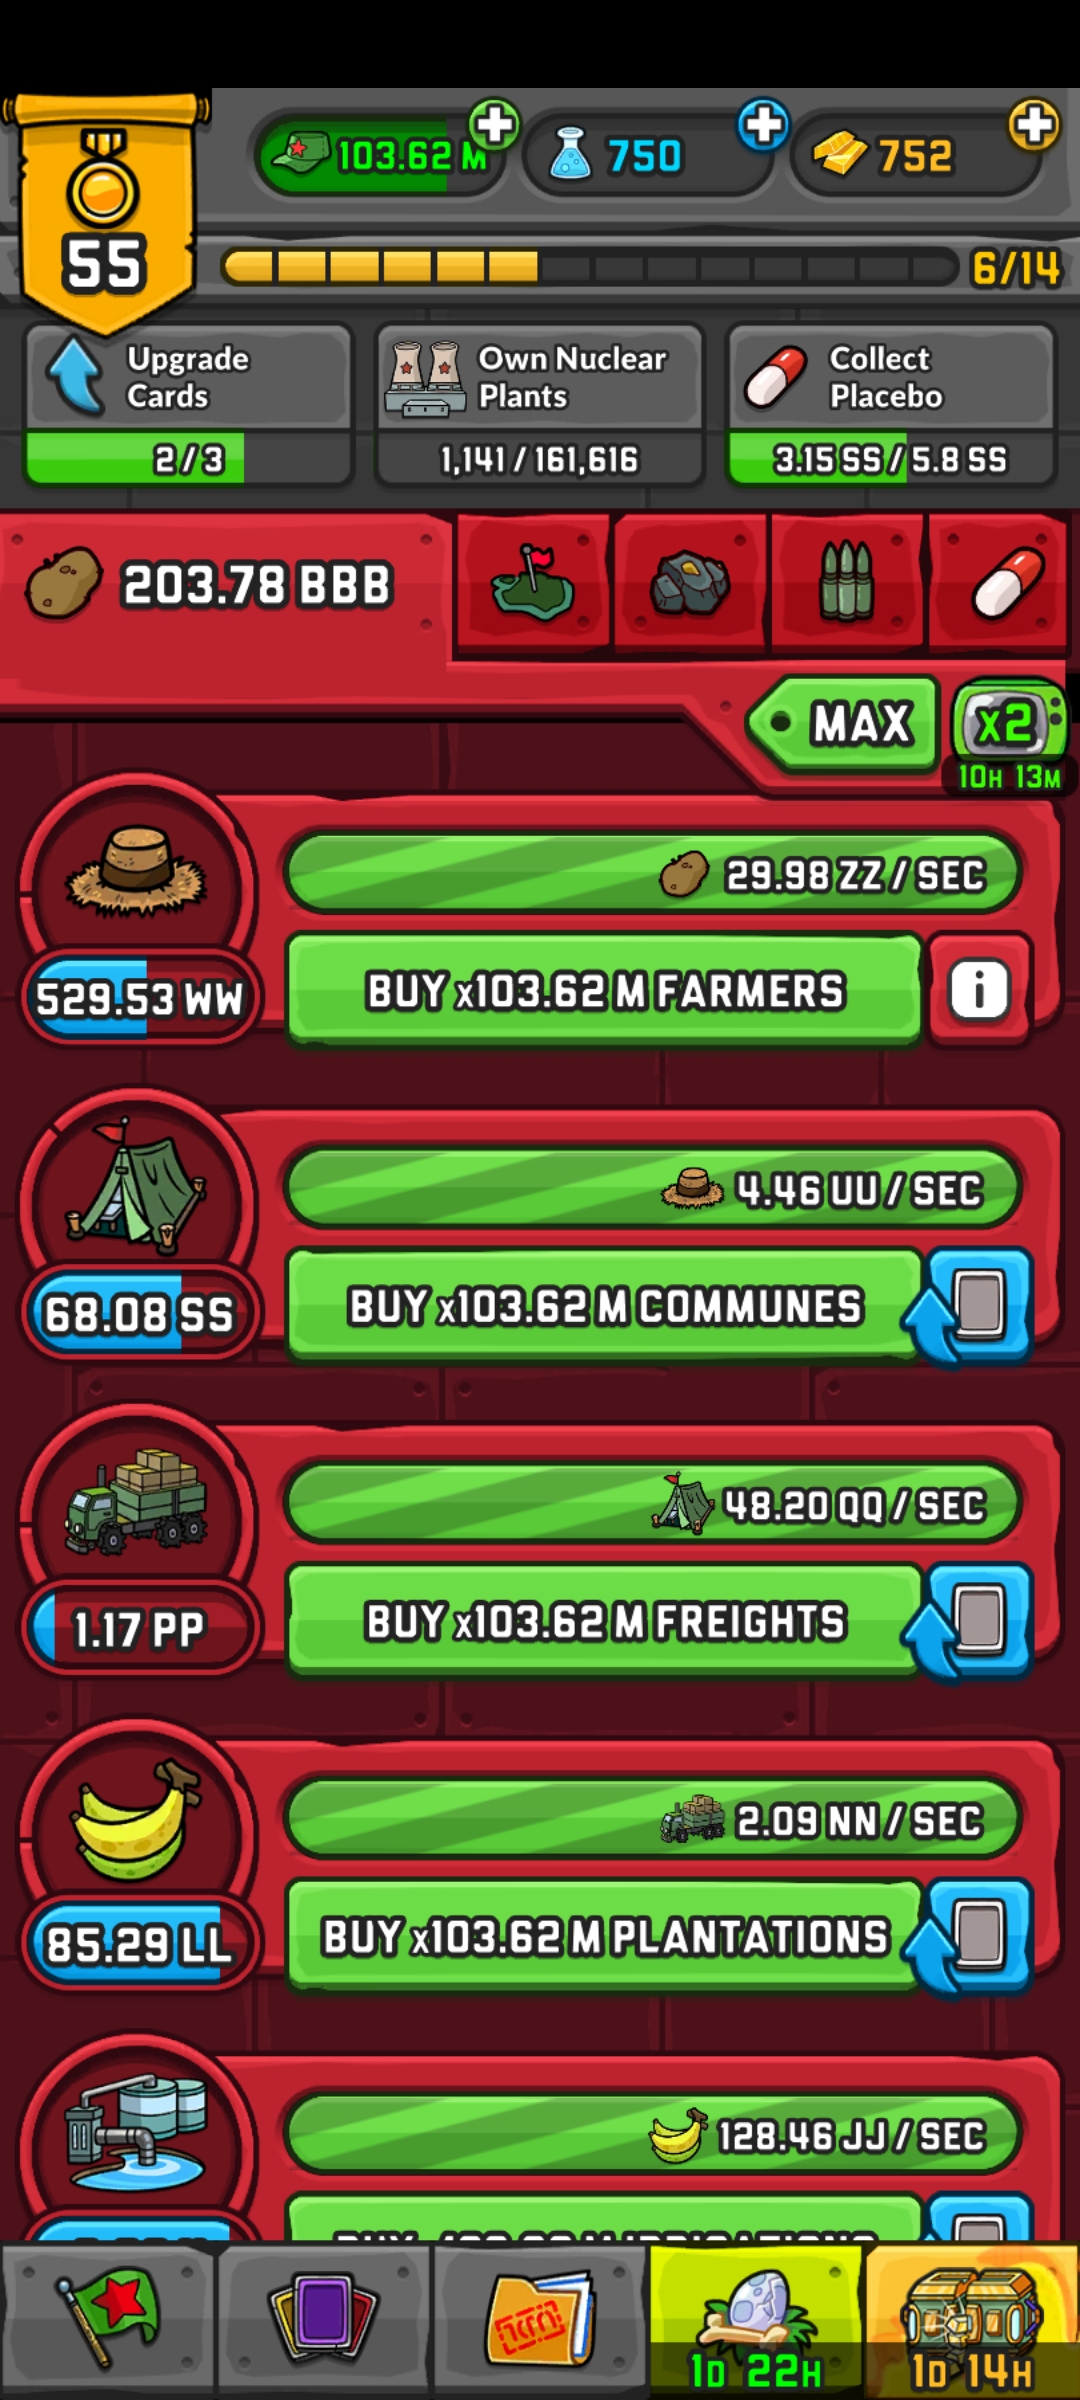 103.62 M
750
752
55
6/14
Upgrade Cards
2/3
Own Nuclear Plants
1,141/161,616
Collect Placebo
3.15 SS/5.8 SS
203.78 BBB
MAX
x2
10H 13M
29.98 ZZ/SEC
529.53 WW
BUY x103.62 M FARMERS
i
4.46 UU/SEC
68.08 SS
BUY x103.62 M COMMUNES
48.20 QQ/SEC
1.17 PP
BUY x103.62 M FREIGHTS
2.09 NN/SEC
85.29 LL
BUY x103.62 M PLANTATIONS
128.46 JJ/SEC
1D 22H
1D 14H